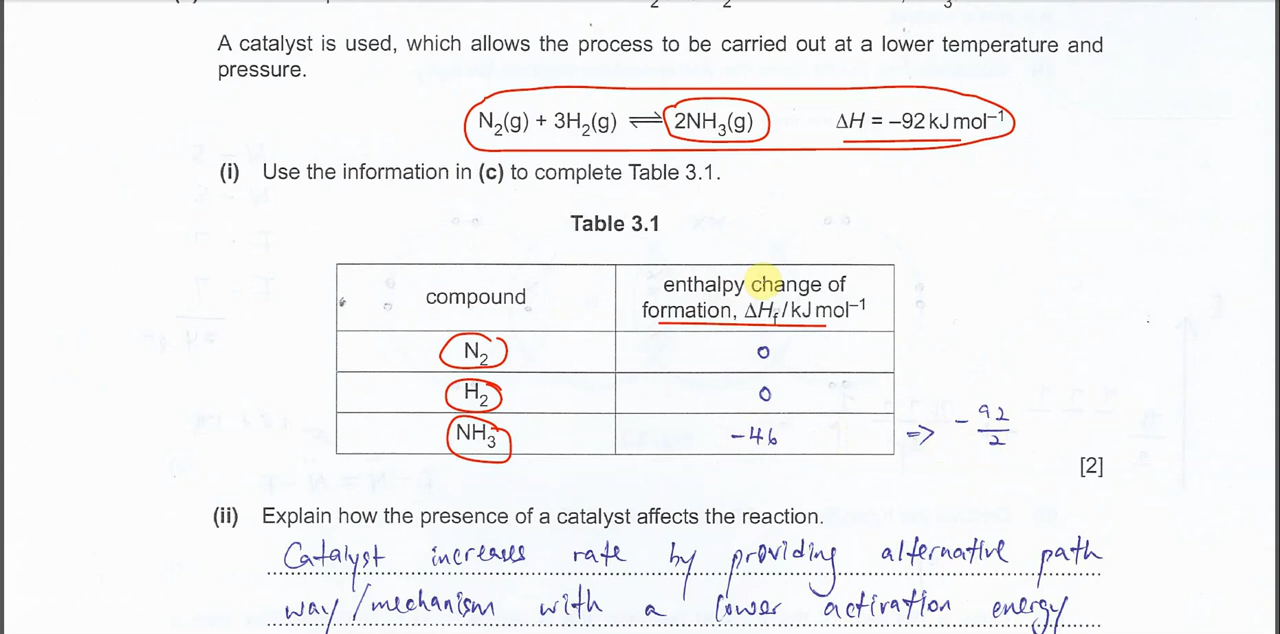 A catalyst is used, which allows the process to be carried out at a lower temperature and
pressure.
N₂(g) + 3H₂(g) ⇌ 2NH₃(g) ΔH = –92 kJ mol⁻¹
(i) Use the information in (c) to complete Table 3.1.
Table 3.1
compound
enthalpy change of
formation, ΔHf / kJ mol⁻¹
N₂ 0
H₂ 0
NH₃ –46 ⇒ –92/2
[2]
(ii) Explain how the presence of a catalyst affects the reaction.
Catalyst increases rate by providing alternative path
way/mechanism with a lower activation energy